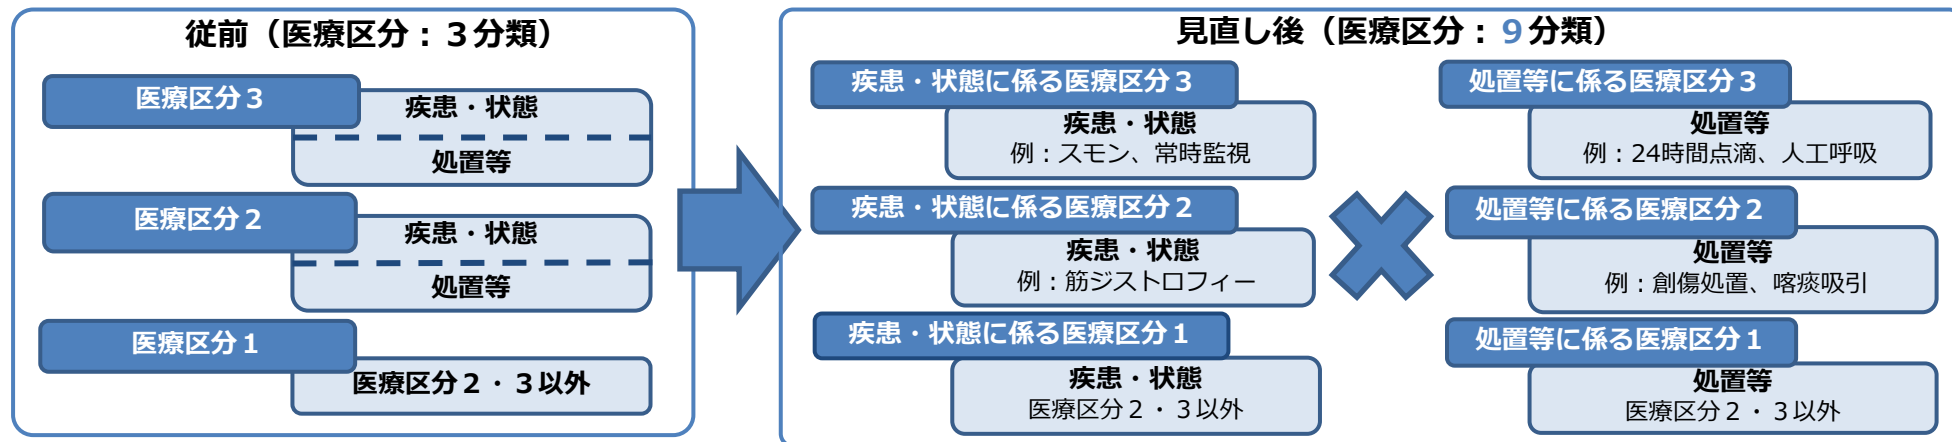 従前（医療区分：３分類）
医療区分３
疾患・状態
処置等
医療区分２
疾患・状態
処置等
医療区分１
医療区分２・３以外
見直し後（医療区分：９分類）
疾患・状態に係る医療区分３
疾患・状態
例：スモン、常時監視
処置等に係る医療区分３
処置等
例：24時間点滴、人工呼吸
疾患・状態に係る医療区分２
疾患・状態
例：筋ジストロフィー
処置等に係る医療区分２
処置等
例：創傷処置、喀痰吸引
疾患・状態に係る医療区分１
疾患・状態
医療区分２・３以外
処置等に係る医療区分１
処置等
医療区分２・３以外